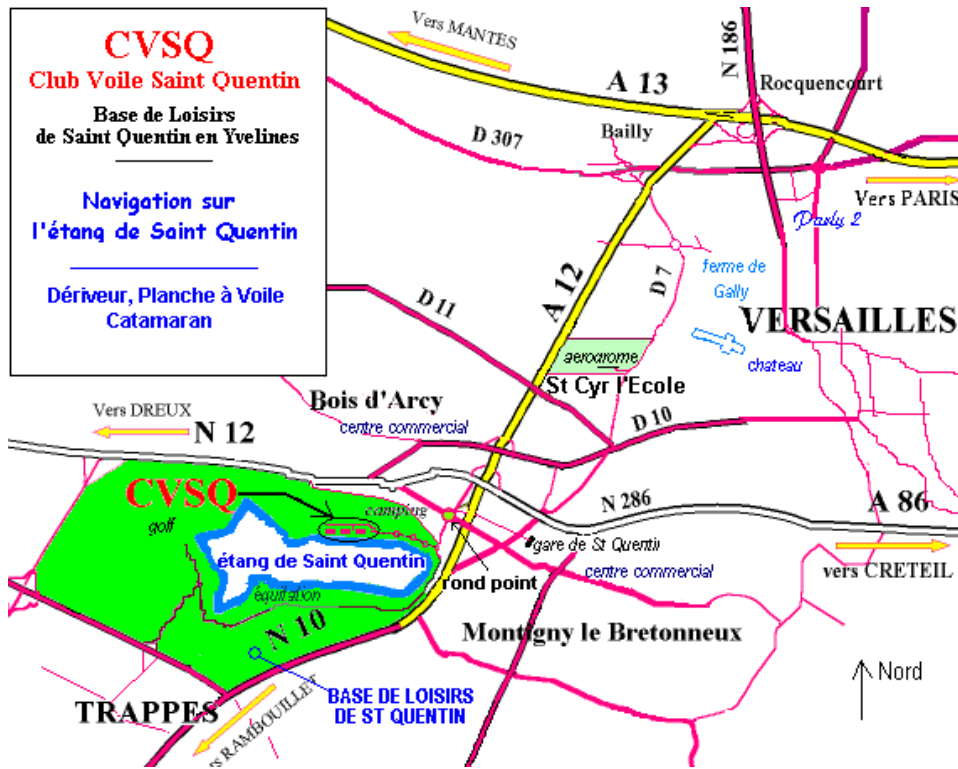 CVSQ
Club Voile Saint Quentin
Base de Loisirs
de Saint Quentin en Yvelines
Navigation sur
l'étang de Saint Quentin
Dériveur, Planche à Voile
Catamaran
Vers MANTES
A 13
N 186
Rocquencourt
Bailly
D 307
Vers PARIS
Parly 2
A 12
D 7
ferme de
Gally
D 11
VERSAILLES
aerodrome
chateau
St Cyr l'Ecole
Bois d'Arcy
centre commercial
D 10
Vers DREUX
N 12
CVSQ
camping
golf
N 286
A 86
gare de St Quentin
étang de Saint Quentin
rond point
centre commercial
vers CRETEIL
équitation
N 10
Montigny le Bretonneux
Nord
TRAPPES
BASE DE LOISIRS
DE ST QUENTIN
vers RAMBOUILLET